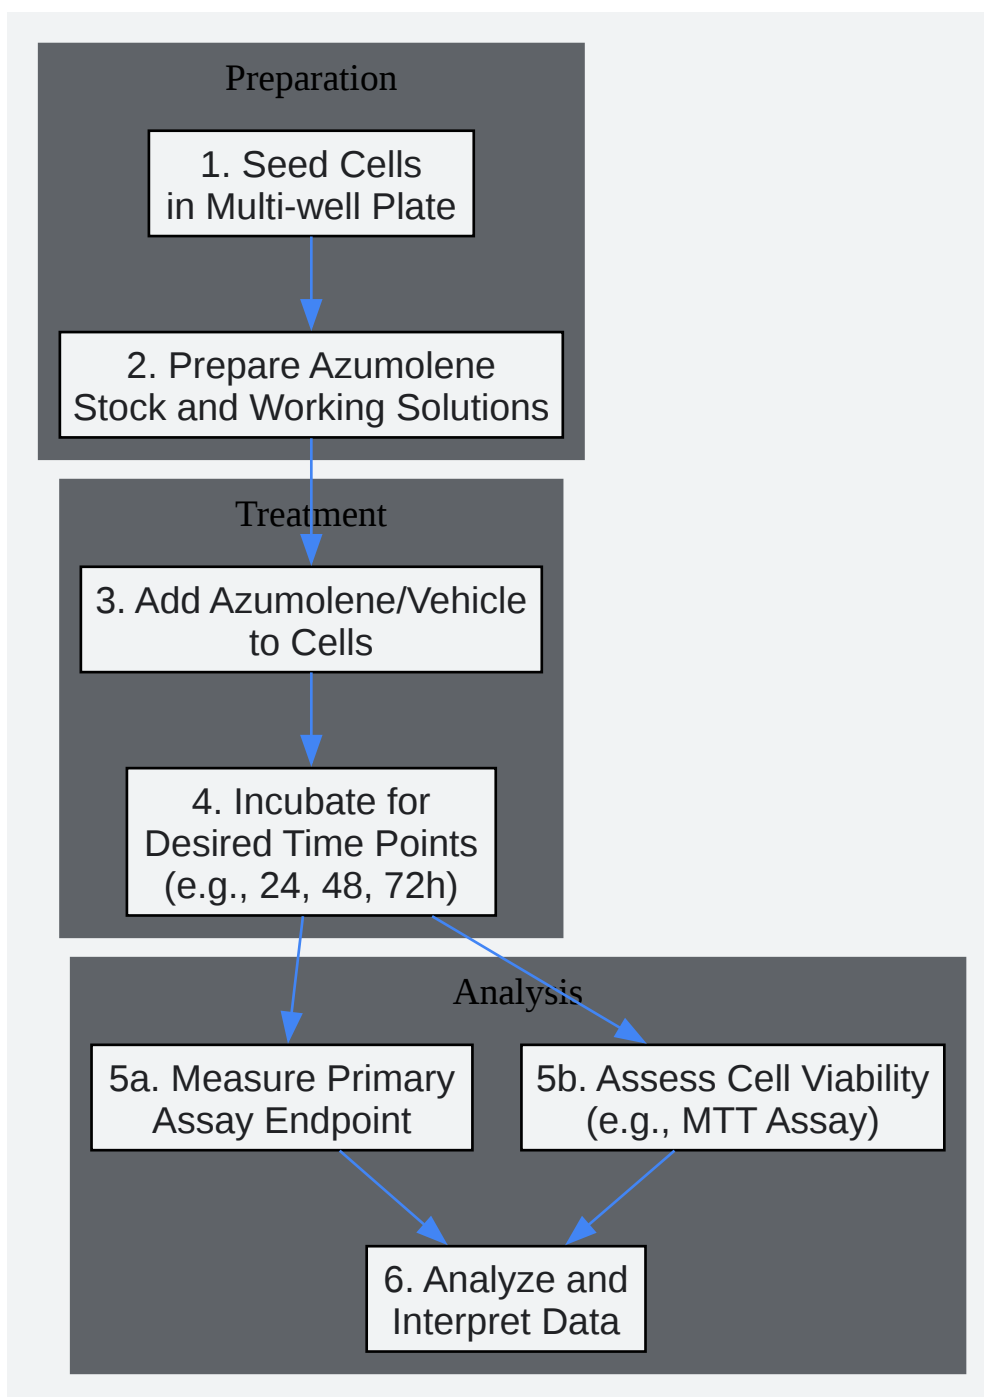 Preparation
1. Seed Cells
in Multi-well Plate
2. Prepare Azumolene
Stock and Working Solutions
Treatment
3. Add Azumolene/Vehicle
to Cells
4. Incubate for
Desired Time Points
(e.g., 24, 48, 72h)
Analysis
5a. Measure Primary
Assay Endpoint
5b. Assess Cell Viability
(e.g., MTT Assay)
6. Analyze and
Interpret Data